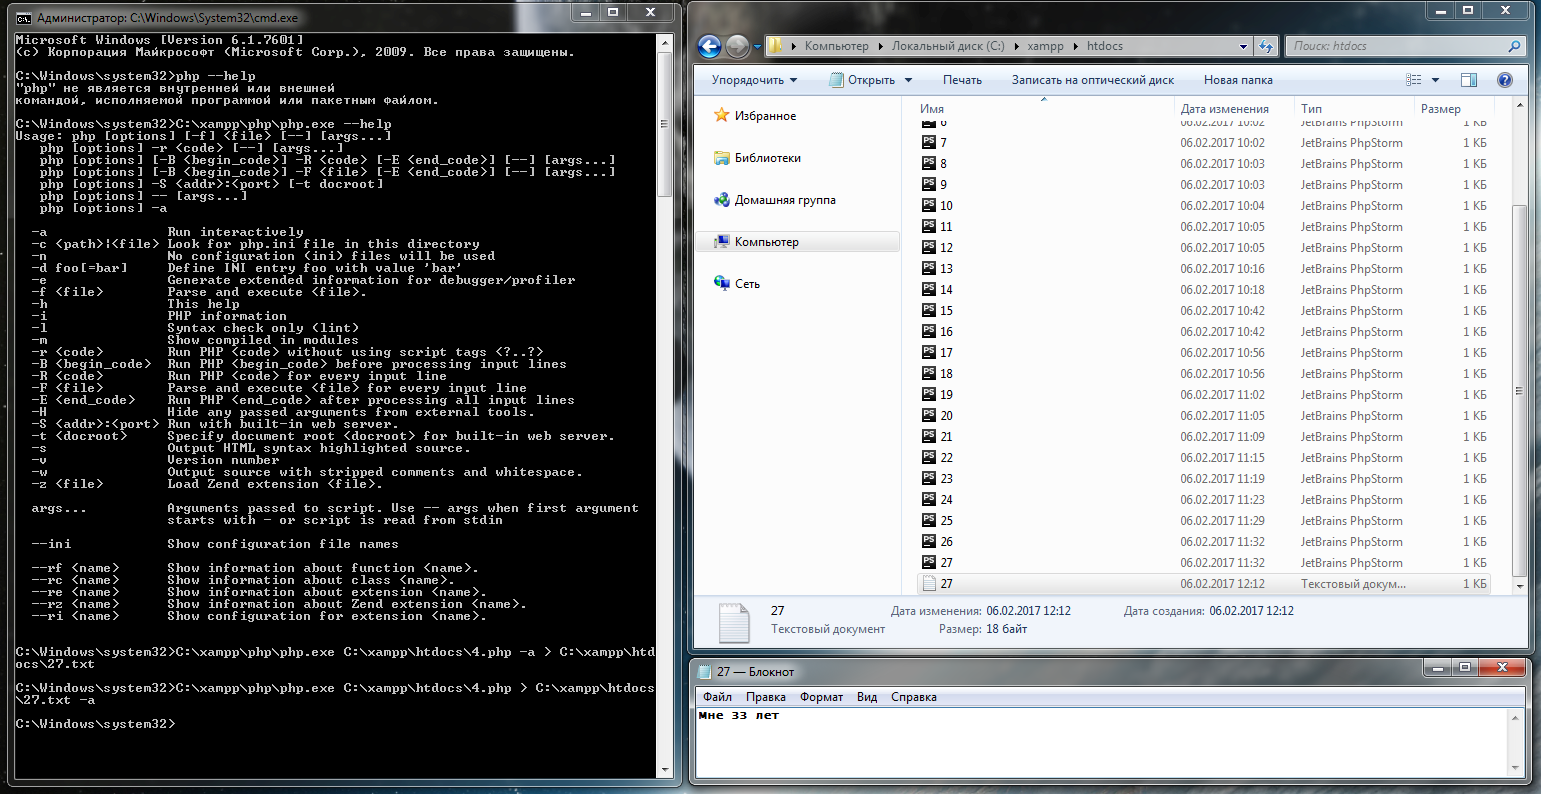 Администратор: C:\Windows\System32\cmd.exe
Microsoft Windows [Version 6.1.7601]
(c) Корпорация Майкрософт (Microsoft Corp.), 2009. Все права защищены.
C:\Windows\system32>php --help
"php" не является внутренней или внешней
командой, исполняемой программой или пакетным файлом.
C:\Windows\system32>C:\xampp\php\php.exe --help
Usage: php [options] [-f] <file> [--] [args...]
php [options] -r <code> [--] [args...]
php [options] [-B <begin_code>] -R <code> [-E <end_code>] [--] [args...]
php [options] [-B <begin_code>] -F <file> [-E <end_code>] [--] [args...]
php [options] -S <addr>:<port> [-t docroot]
php [options] -- [args...]
php [options] -a
-a Run interactively
-c <path>|<file> Look for php.ini file in this directory
-n No configuration (ini) files will be used
-d foo[=bar] Define INI entry foo with value 'bar'
-e Generate extended information for debugger/profiler
-f <file> Parse and execute <file>.
-h This help
-i PHP information
-l Syntax check only (lint)
-m Show compiled in modules
-r <code> Run PHP <code> without using script tags <?..?>
-B <begin_code> Run PHP <begin_code> before processing input lines
-R <code> Run PHP <code> for every input line
-F <file> Parse and execute <file> for every input line
-E <end_code> Run PHP <end_code> after processing all input lines
-H Hide any passed arguments from external tools.
-S <addr>:<port> Run with built-in web server.
-t <docroot> Specify document root <docroot> for built-in web server.
-s Output HTML syntax highlighted source.
-v Version number
-w Output source with stripped comments and whitespace.
-z <file> Load Zend extension <file>.
args... Arguments passed to script. Use -- args when first argument
starts with - or script is read from stdin
--ini Show configuration file names
--rf <name> Show information about function <name>.
--rc <name> Show information about class <name>.
--re <name> Show information about extension <name>.
--rz <name> Show information about Zend extension <name>.
--ri <name> Show configuration for extension <name>.
C:\Windows\system32>C:\xampp\php\php.exe C:\xampp\htdocs\4.php -a > C:\xampp\htd
ocs\27.txt
C:\Windows\system32>C:\xampp\php\php.exe C:\xampp\htdocs\4.php > C:\xampp\htdocs
\27.txt -a
C:\Windows\system32>
Компьютер Локальный диск (C:) xampp htdocs Поиск: htdocs
Упорядочить Открыть Печать Записать на оптический диск Новая папка
Избранное
Библиотеки
Домашняя группа
Компьютер
Сеть
Имя Дата изменения Тип Размер
6 06.02.2017 10:02 JetBrains PhpStorm 1 КБ
7 06.02.2017 10:02 JetBrains PhpStorm 1 КБ
8 06.02.2017 10:03 JetBrains PhpStorm 1 КБ
9 06.02.2017 10:03 JetBrains PhpStorm 1 КБ
10 06.02.2017 10:04 JetBrains PhpStorm 1 КБ
11 06.02.2017 10:05 JetBrains PhpStorm 1 КБ
12 06.02.2017 10:05 JetBrains PhpStorm 1 КБ
13 06.02.2017 10:16 JetBrains PhpStorm 1 КБ
14 06.02.2017 10:18 JetBrains PhpStorm 1 КБ
15 06.02.2017 10:42 JetBrains PhpStorm 1 КБ
16 06.02.2017 10:42 JetBrains PhpStorm 1 КБ
17 06.02.2017 10:56 JetBrains PhpStorm 1 КБ
18 06.02.2017 10:56 JetBrains PhpStorm 1 КБ
19 06.02.2017 11:02 JetBrains PhpStorm 1 КБ
20 06.02.2017 11:05 JetBrains PhpStorm 1 КБ
21 06.02.2017 11:09 JetBrains PhpStorm 1 КБ
22 06.02.2017 11:15 JetBrains PhpStorm 1 КБ
23 06.02.2017 11:19 JetBrains PhpStorm 1 КБ
24 06.02.2017 11:23 JetBrains PhpStorm 1 КБ
25 06.02.2017 11:29 JetBrains PhpStorm 1 КБ
26 06.02.2017 11:32 JetBrains PhpStorm 1 КБ
27 06.02.2017 11:32 JetBrains PhpStorm 1 КБ
27 06.02.2017 12:12 Текстовый докум... 1 КБ
27 Дата изменения: 06.02.2017 12:12 Дата создания: 06.02.2017 12:12
Текстовый документ Размер: 18 байт
27 — Блокнот
Файл Правка Формат Вид Справка
Мне 33 лет